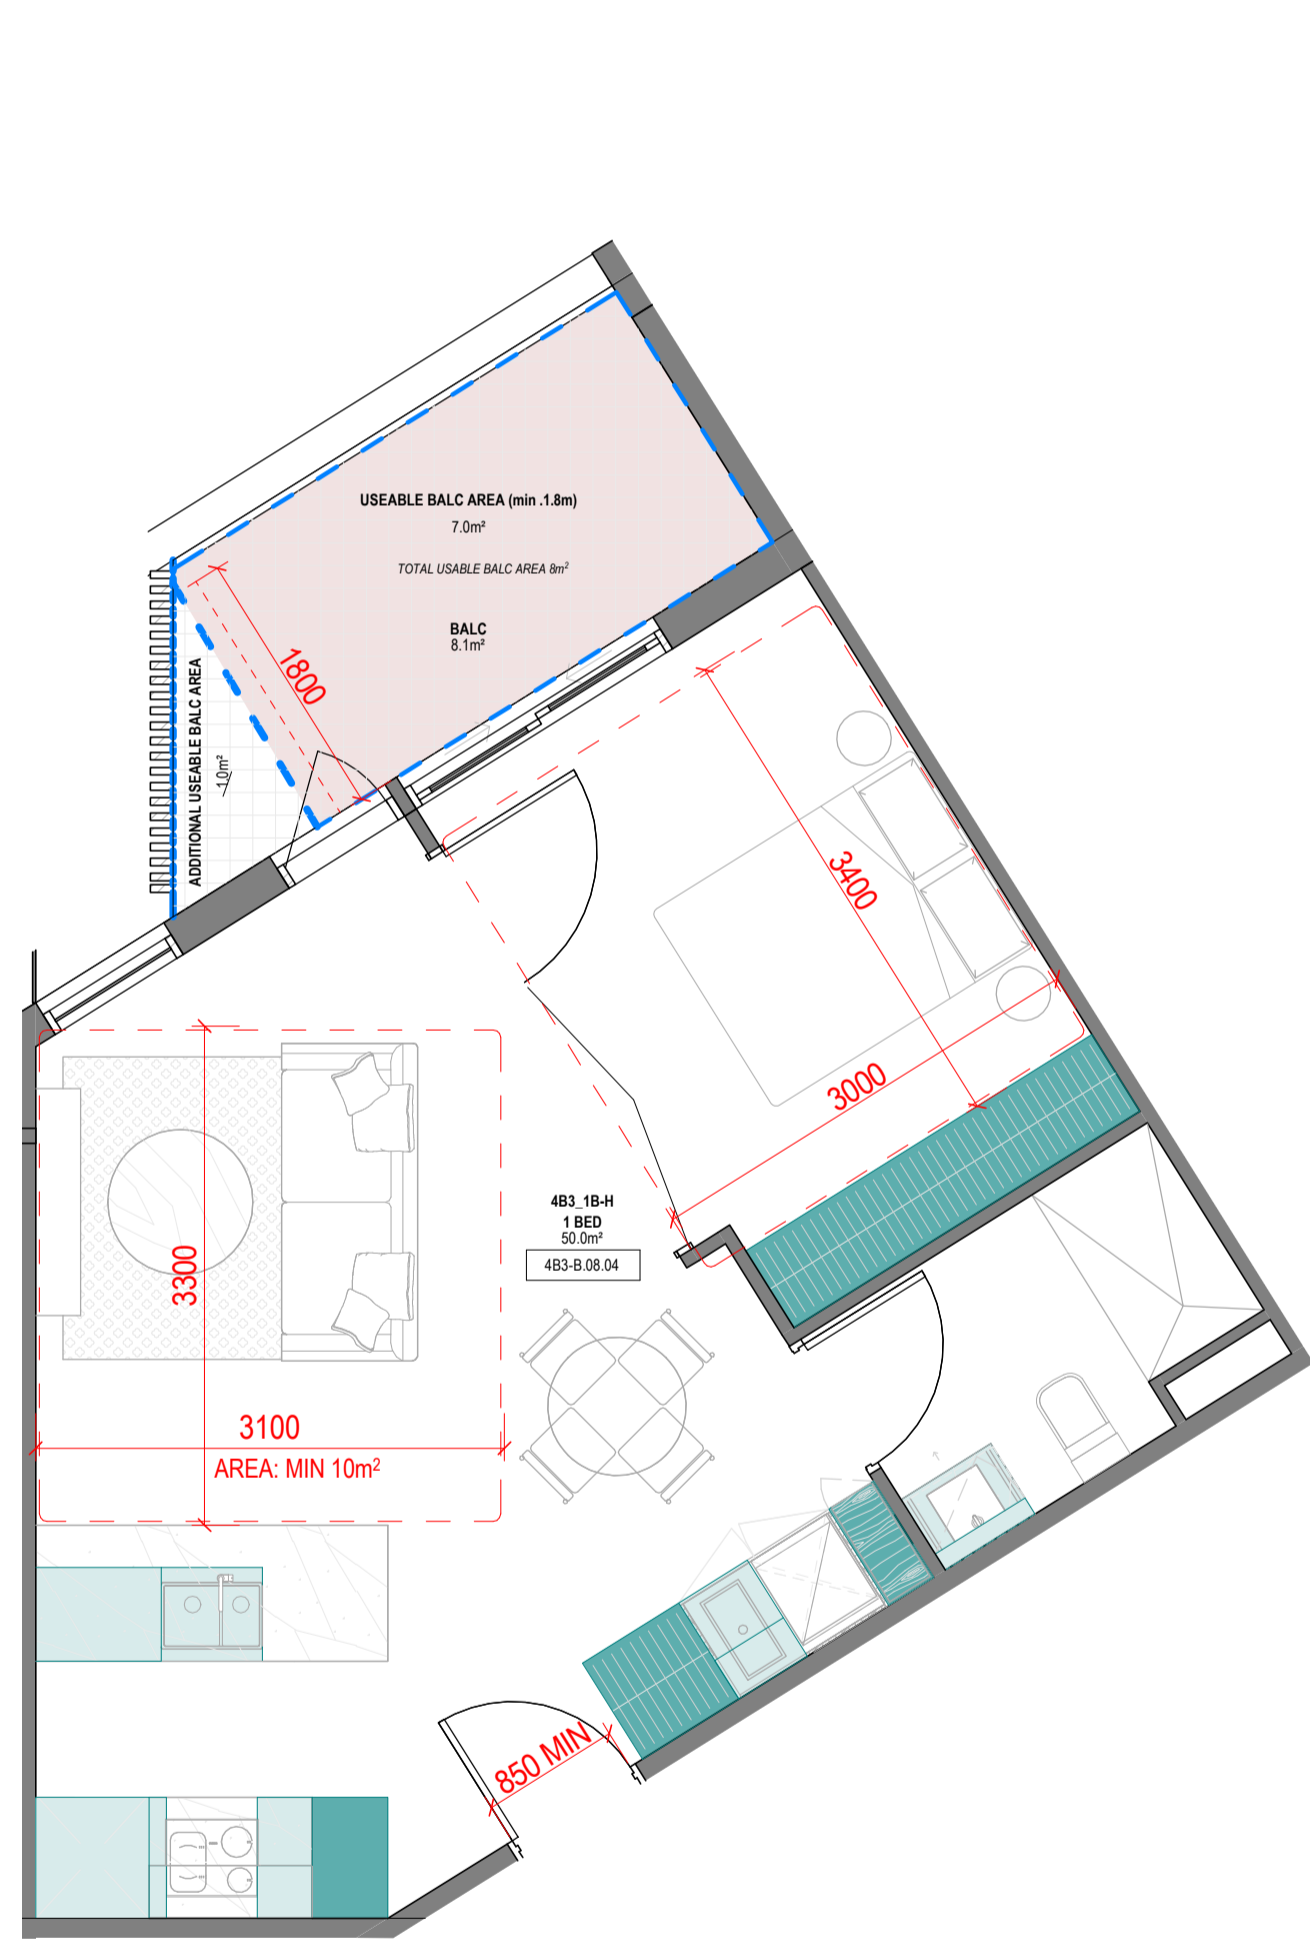 USEABLE BALC AREA (min .1.8m)
7.0m²
TOTAL USABLE BALC AREA 8m²
BALC
8.1m²
1800
ADDITIONAL USEABLE BALC AREA
1.0m²
3400
3000
4B3_1B-H
1 BED
50.0m²
4B3-B.08.04
3300
3100
AREA: MIN 10m²
850 MIN